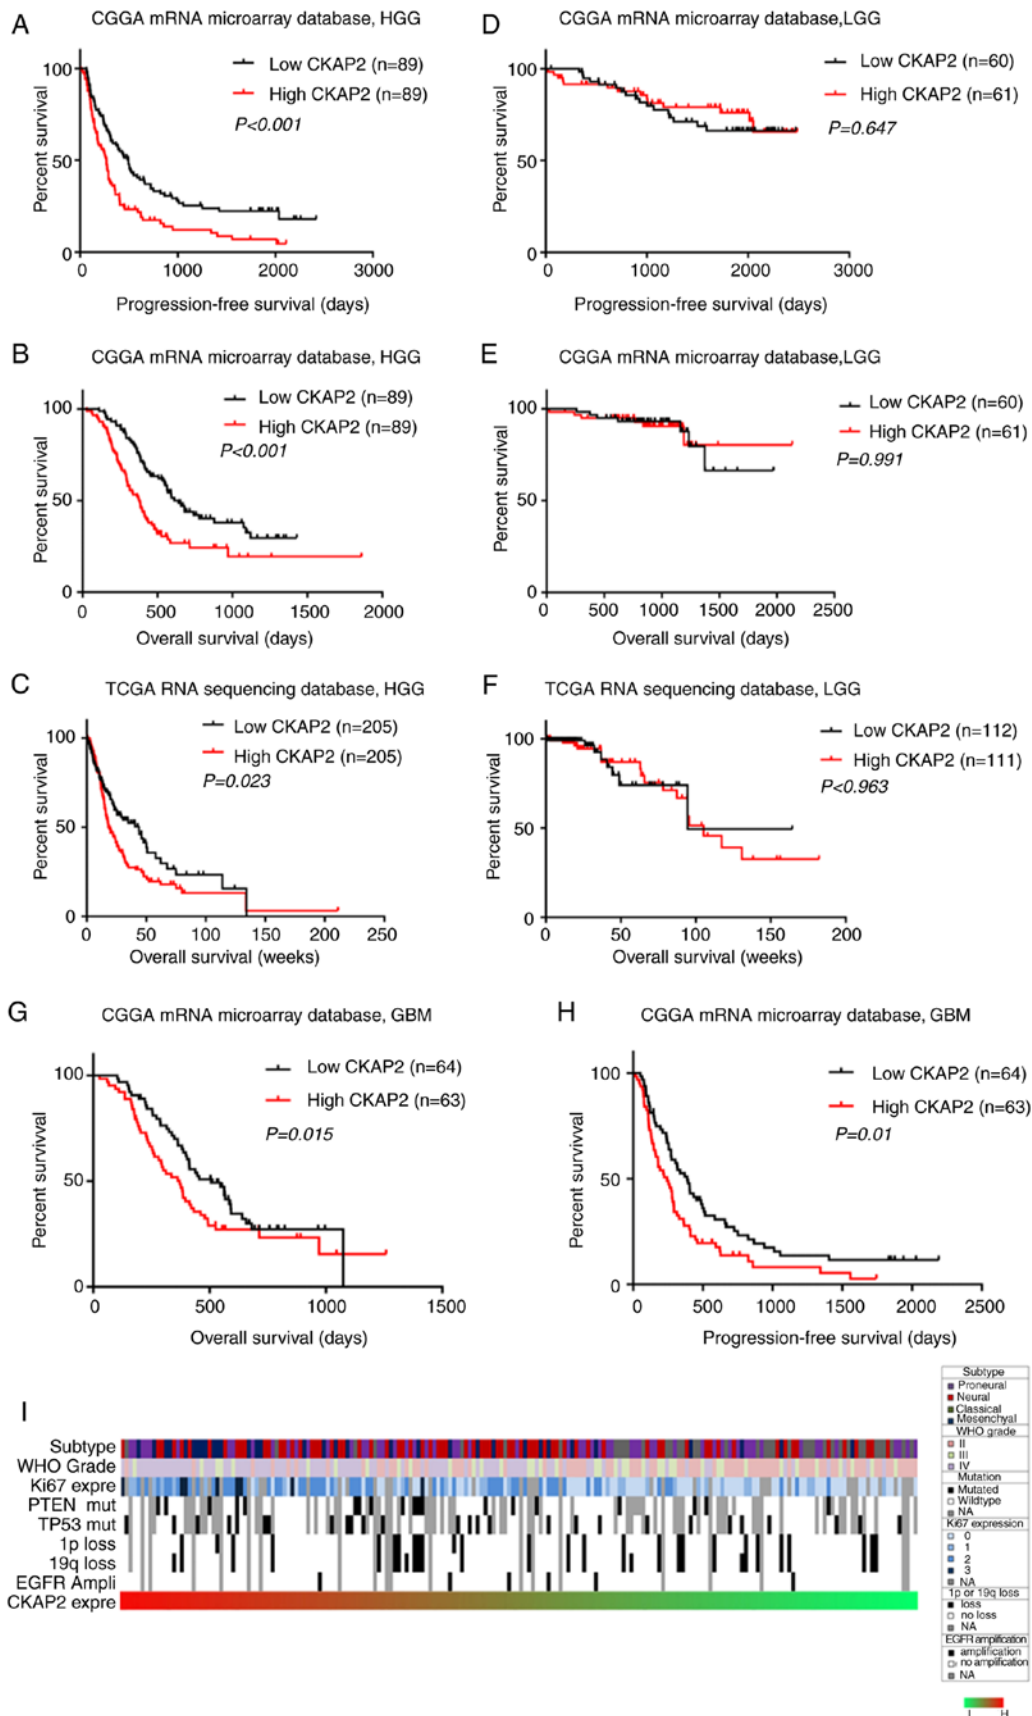 A
CGGA mRNA microarray database, HGG
Percent survival
100
50
0
Low CKAP2 (n=89)
High CKAP2 (n=89)
P<0.001
0 1000 2000 3000
Progression-free survival (days)
D
CGGA mRNA microarray database,LGG
Percent survival
100
50
0
Low CKAP2 (n=60)
High CKAP2 (n=61)
P=0.647
0 1000 2000 3000
Progression-free survival (days)
B
CGGA mRNA microarray database, HGG
Percent survival
100
50
0
Low CKAP2 (n=89)
High CKAP2 (n=89)
P<0.001
0 500 1000 1500 2000
Overall survival (days)
E
CGGA mRNA microarray database,LGG
Percent survival
100
50
0
Low CKAP2 (n=60)
High CKAP2 (n=61)
P=0.991
0 500 1000 1500 2000 2500
Overall survival (days)
C
TCGA RNA sequencing database, HGG
Percent survival
100
50
0
Low CKAP2 (n=205)
High CKAP2 (n=205)
P=0.023
0 50 100 150 200 250
Overall survival (weeks)
F
TCGA RNA sequencing database, LGG
Percent survival
100
50
0
Low CKAP2 (n=112)
High CKAP2 (n=111)
P<0.963
0 50 100 200
Overall survival (weeks)
G
CGGA mRNA microarray database, GBM
Percent survivval
100
50
0
Low CKAP2 (n=64)
High CKAP2 (n=63)
P=0.015
0 500 1000 1500
Overall survival (days)
H
CGGA mRNA microarray database, GBM
Percent survivval
100
50
0
Low CKAP2 (n=64)
High CKAP2 (n=63)
P=0.01
0 500 1000 1500 2000 2500
Progression-free survival (days)
I
Subtype
WHO Grade
Ki67 expre
PTEN mut
TP53 mut
1p loss
19q loss
EGFR Ampli
CKAP2 expre
Subtype
Proneural
Neural
Classical
Mesenchyal
WHO grade
II
III
IV
Mutation
Mutated
Wildtype
NA
Ki67 expression
0
1
2
3
NA
1p or 19q loss
loss
no loss
NA
EGFR amplification
amplification
no amplification
NA
L H